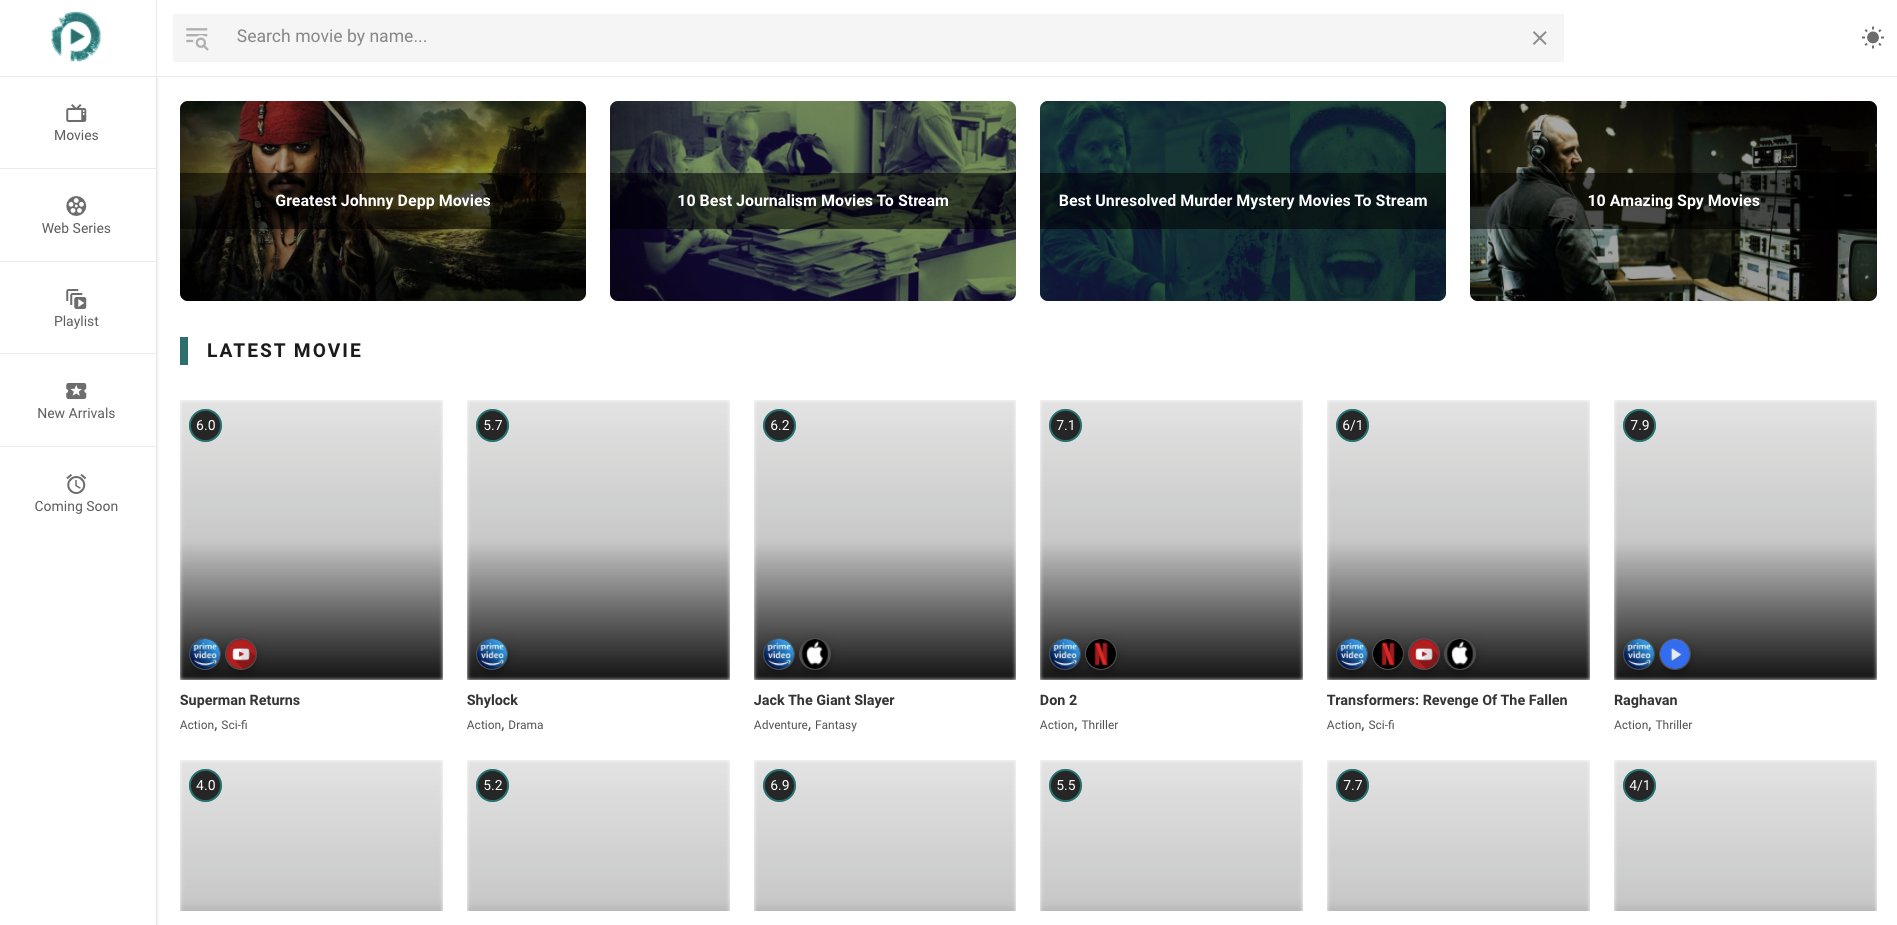 Search movie by name...
Movies
Web Series
Playlist
New Arrivals
Coming Soon
Greatest Johnny Depp Movies
10 Best Journalism Movies To Stream
Best Unresolved Murder Mystery Movies To Stream
10 Amazing Spy Movies
LATEST MOVIE
6.0
5.7
6.2
7.1
6/1
7.9
prime video
prime video
prime video
prime video
N
prime video
N
prime video
Superman Returns
Shylock
Jack The Giant Slayer
Don 2
Transformers: Revenge Of The Fallen
Raghavan
Action, Sci-fi
Action, Drama
Adventure, Fantasy
Action, Thriller
Action, Sci-fi
Action, Thriller
4.0
5.2
6.9
5.5
7.7
4/1